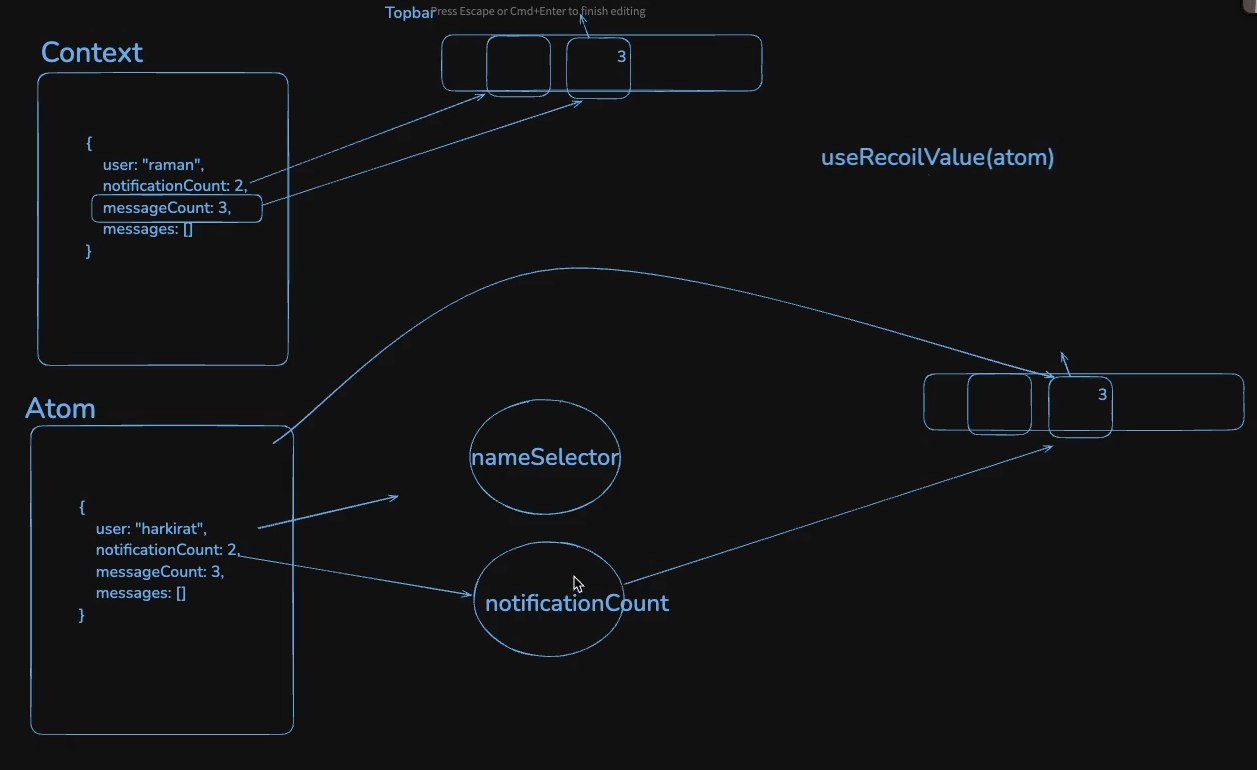 Topbar
Press Escape or Cmd+Enter to finish editing
Context
3
{
user: "raman",
notificationCount: 2,
messageCount: 3,
messages: []
}
useRecoilValue(atom)
Atom
3
nameSelector
{
user: "harkirat",
notificationCount: 2,
messageCount: 3,
messages: []
}
notificationCount